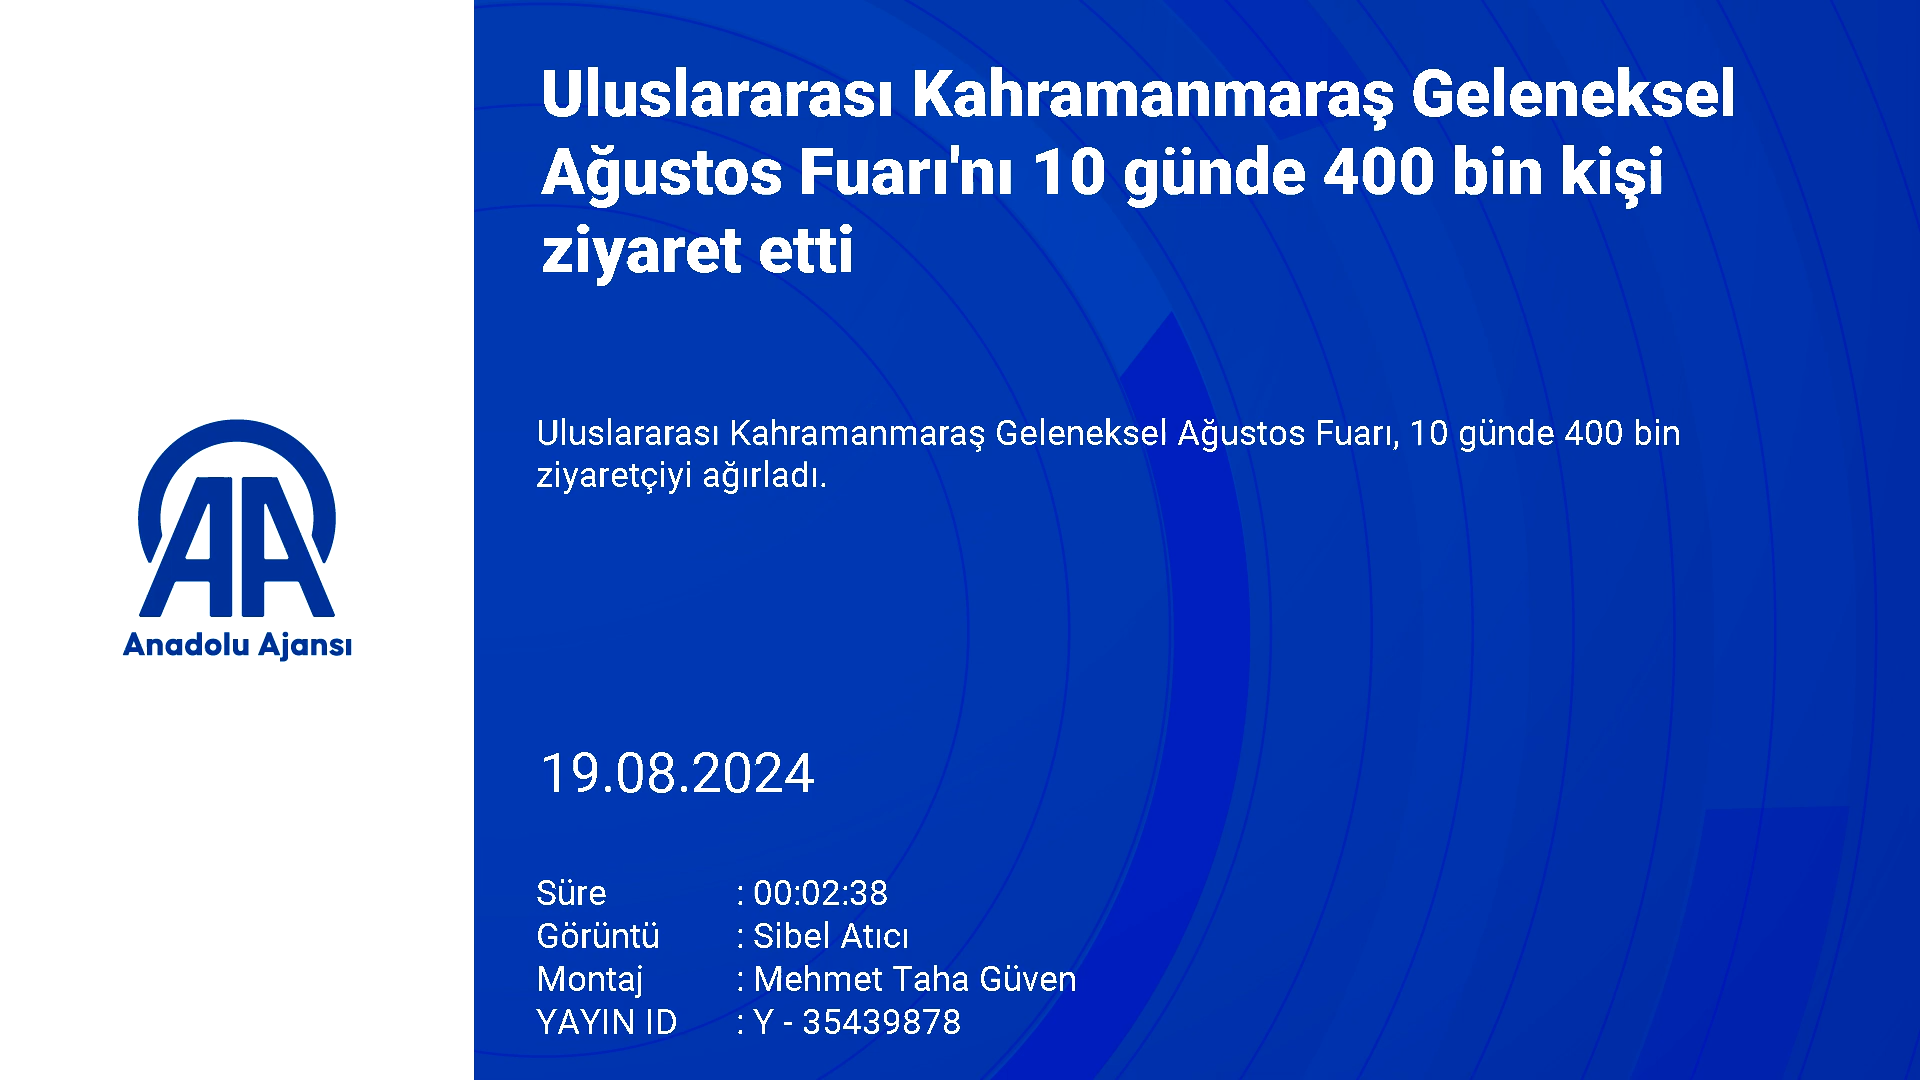 Uluslararası Kahramanmaraş Geleneksel
Ağustos Fuarı'nı 10 günde 400 bin kişi
ziyaret etti
Uluslararası Kahramanmaraş Geleneksel Ağustos Fuarı, 10 günde 400 bin
ziyaretçiyi ağırladı.
AA
Anadolu Ajansı
19.08.2024
Süre : 00:02:38
Görüntü : Sibel Atıcı
Montaj : Mehmet Taha Güven
YAYIN ID : Y - 35439878